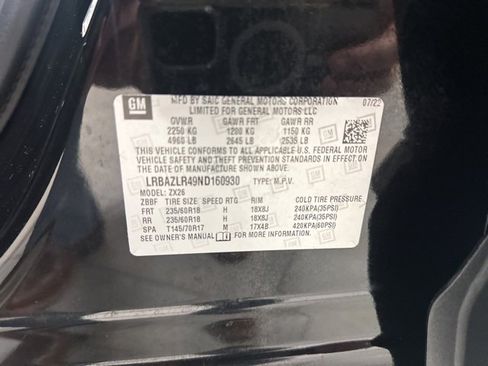 GM
MFD BY SAIC GENERAL MOTORS CORPORATION 07/22
LIMITED FOR GENERAL MOTORS LLC
GVWR GAWR FRT GAWR RR
2250 KG 1200 KG 1150 KG
4960 LB 2645 LB 2535 LB
THIS VEHICLE CONFORMS TO ALL APPLICABLE U.S. FEDERAL MOTOR
VEHICLE SAFETY AND THEFT PREVENTION STANDARDS IN EFFECT ON
THE DATE OF MANUFACTURE SHOWN ABOVE.
LRBAZLR49ND160930 TYPE: M.P.V.
MODEL: ZX26
ZBBF TIRE SIZE SPEED RTG RIM COLD TIRE PRESSURE
FRT 235/60R18 H 18X8J 240KPA(35PSI)
RR 235/60R18 H 18X8J 240KPA(35PSI)
SPA T145/70R17 M 17X4B 420KPA(60PSI)
SEE OWNER'S MANUAL FOR MORE INFORMATION